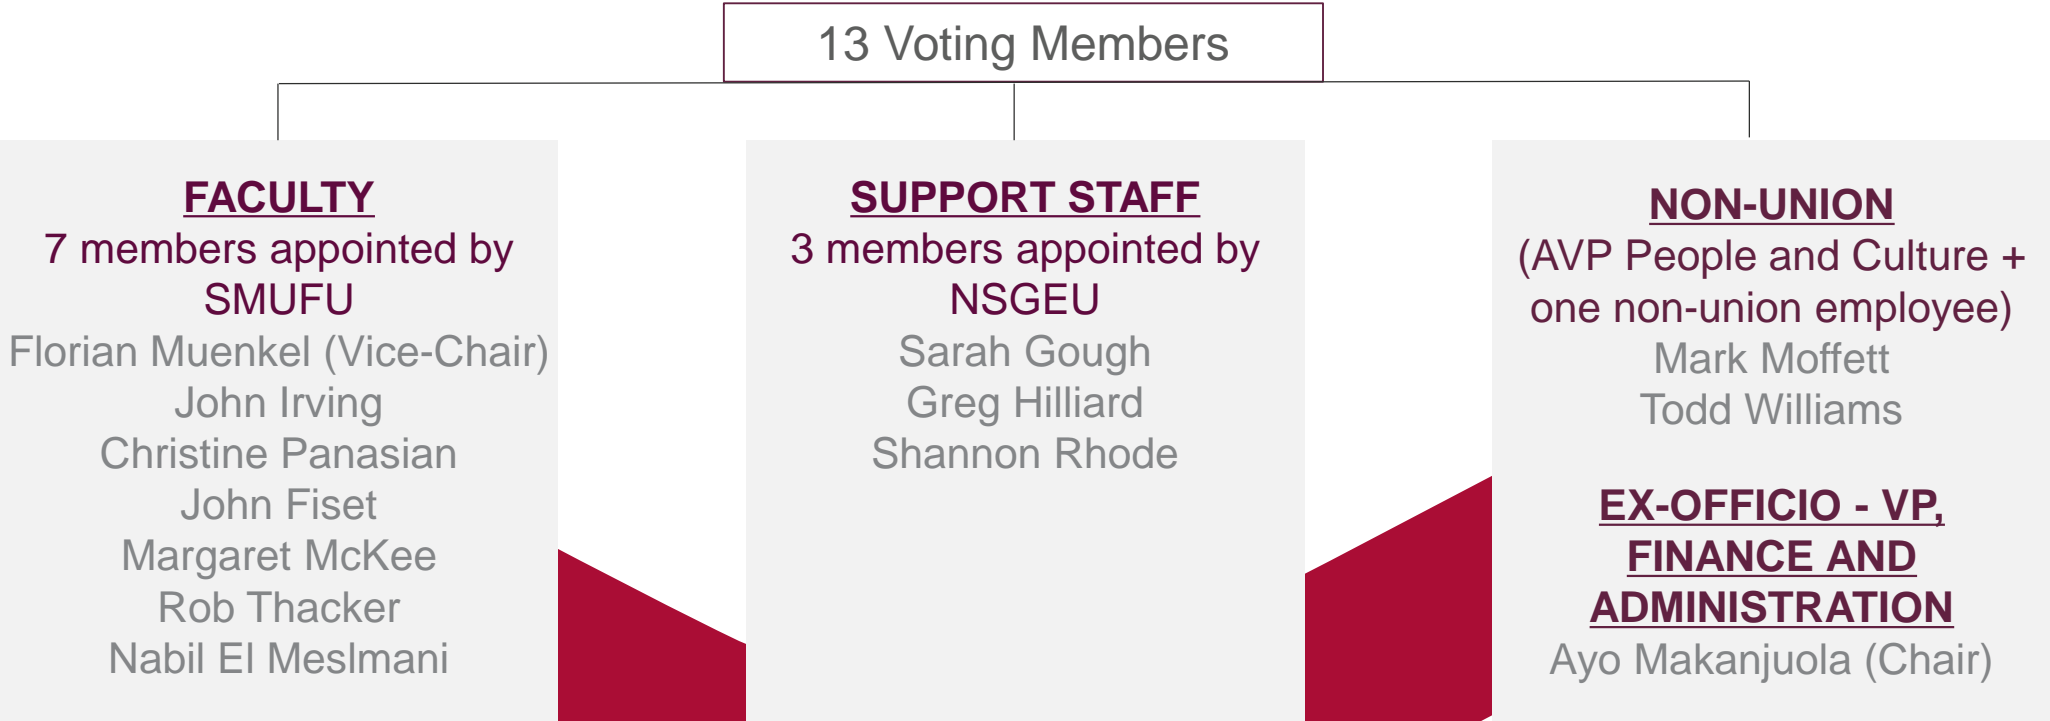 13 Voting Members
FACULTY
7 members appointed by
SMUFU
Florian Muenkel (Vice-Chair)
John Irving
Christine Panasian
John Fiset
Margaret McKee
Rob Thacker
Nabil El Meslmani
SUPPORT STAFF
3 members appointed by
NSGEU
Sarah Gough
Greg Hilliard
Shannon Rhode
NON-UNION
(AVP People and Culture +
one non-union employee)
Mark Moffett
Todd Williams
EX-OFFICIO - VP,
FINANCE AND
ADMINISTRATION
Ayo Makanjuola (Chair)